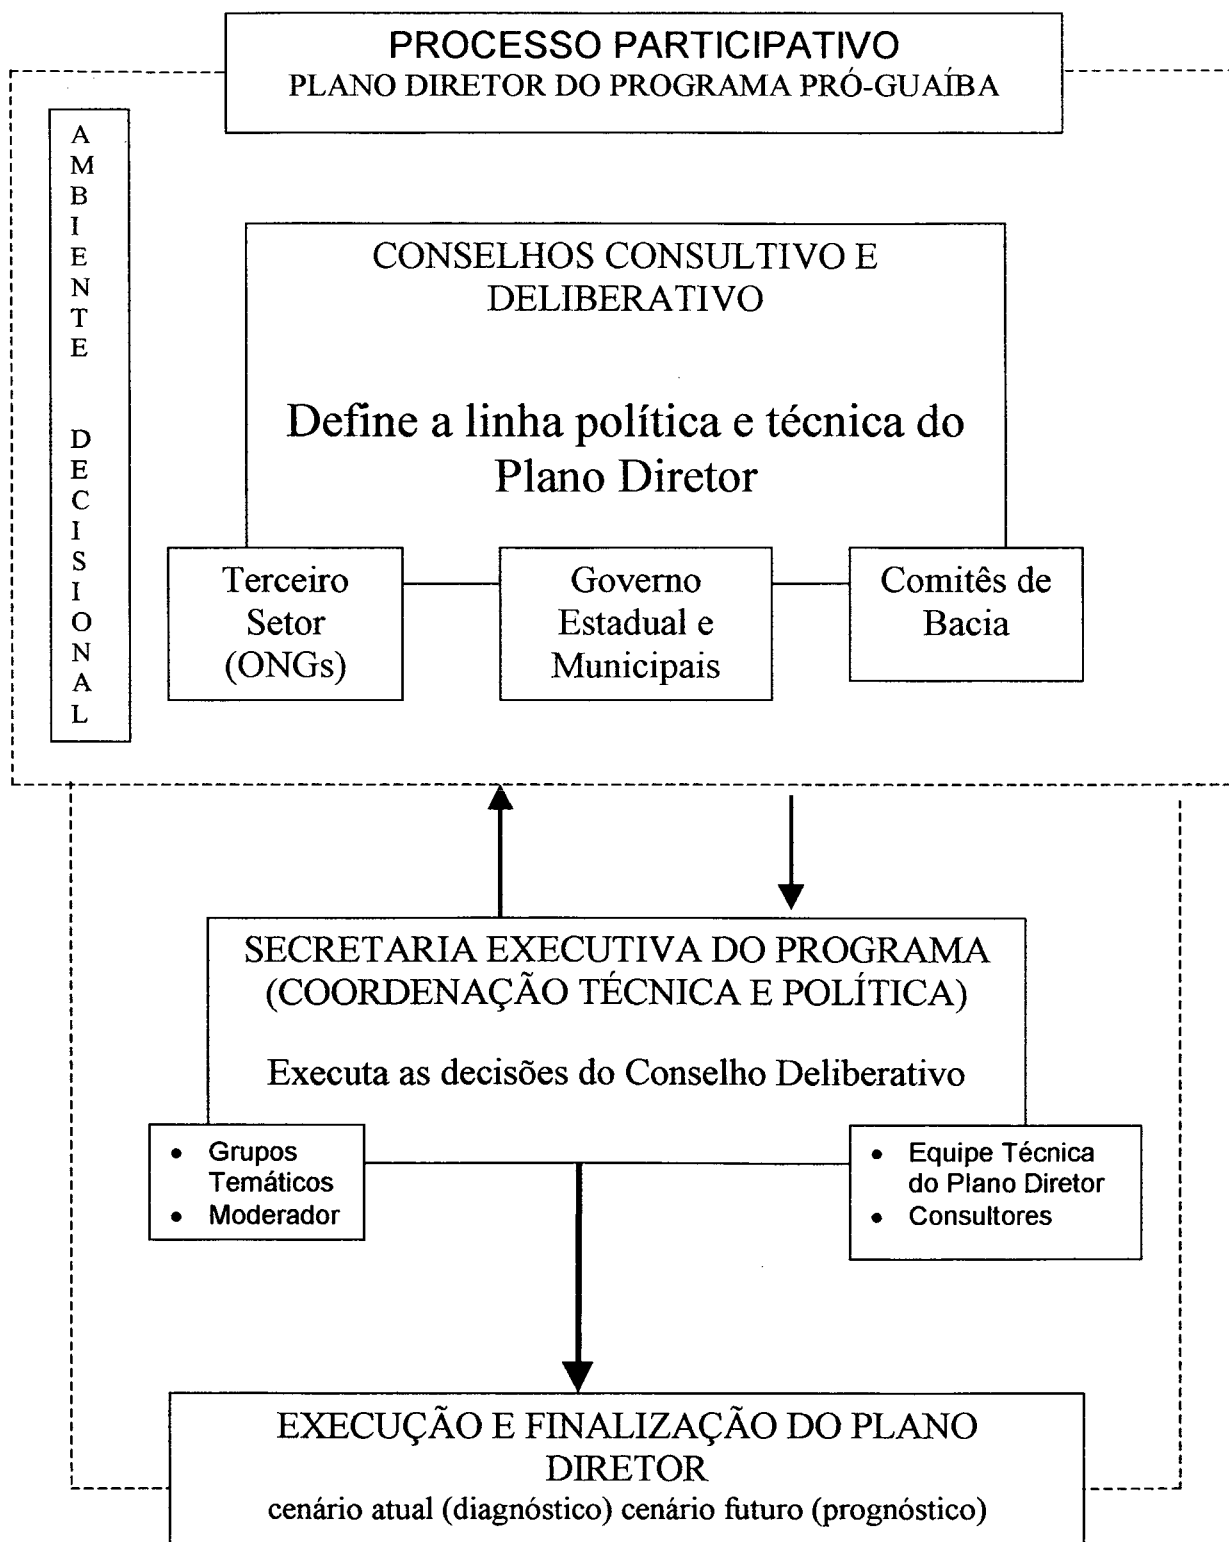 PROCESSO PARTICIPATIVO
PLANO DIRETOR DO PROGRAMA PRÓ-GUAÍBA
AMBIENTE DECISIONAL
CONSELHOS CONSULTIVO E
DELIBERATIVO
Define a linha política e técnica do
Plano Diretor
Terceiro
Setor
(ONGs)
Governo
Estadual e
Municipais
Comitês de
Bacia
SECRETARIA EXECUTIVA DO PROGRAMA
(COORDENAÇÃO TÉCNICA E POLÍTICA)
Executa as decisões do Conselho Deliberativo
• Grupos
Temáticos
• Moderador
• Equipe Técnica
do Plano Diretor
• Consultores
EXECUÇÃO E FINALIZAÇÃO DO PLANO
DIRETOR
cenário atual (diagnóstico) cenário futuro (prognóstico)